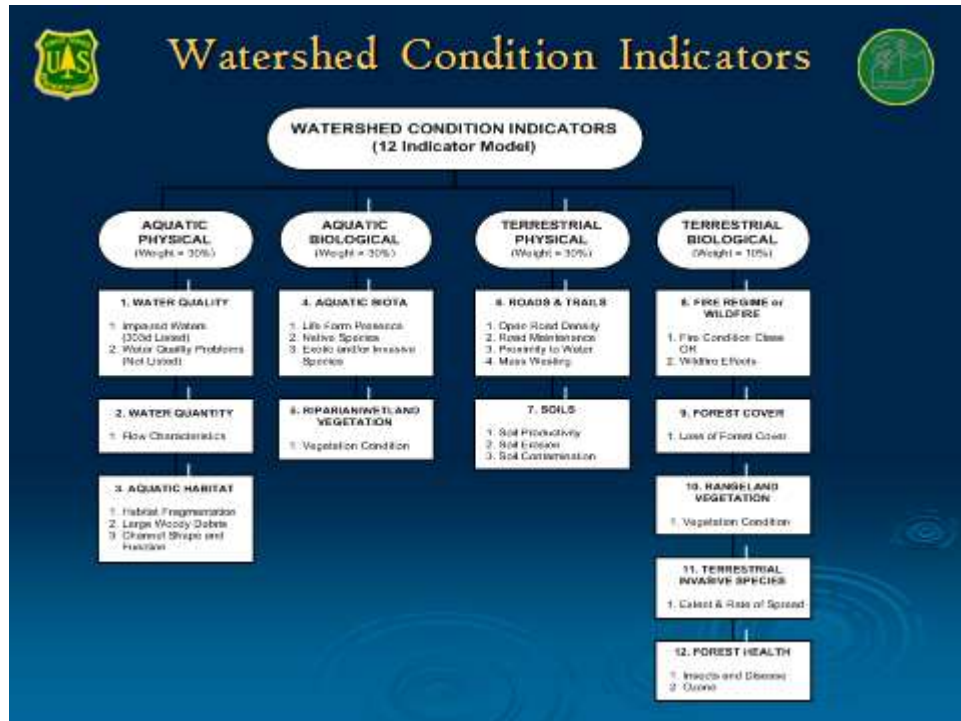 Watershed Condition Indicators
UAS
WATERSHED CONDITION INDICATORS
(12 Indicator Model)
AQUATIC
PHYSICAL
(Weight = 30%)
1. WATER QUALITY
1. Impaired Waters
(303d Listed)
2. Water Quality Problems
(Not Listed)
2. WATER QUANTITY
1. Flow Characteristics
3. AQUATIC HABITAT
1. Habitat Fragmentation
2. Large Woody Debris
3. Channel Shape and
Function
AQUATIC
BIOLOGICAL
(Weight = 30%)
4. AQUATIC BIOTA
1. Life Form Presence
2. Native Species
3. Exotic and/or Invasive
Species
5. RIPARIAN/WETLAND
VEGETATION
1. Vegetation Condition
TERRESTRIAL
PHYSICAL
(Weight = 30%)
6. ROADS & TRAILS
1. Open Road Density
2. Road Maintenance
3. Proximity to Water
4. Mass Wasting
7. SOILS
1. Soil Productivity
2. Soil Erosion
3. Soil Contamination
TERRESTRIAL
BIOLOGICAL
(Weight = 10%)
8. FIRE REGIME or
WILDFIRE
1. Fire Condition Class
OR
2. Wildfire Effects
9. FOREST COVER
1. Loss of Forest Cover
10. RANGELAND
VEGETATION
1. Vegetation Condition
11. TERRESTRIAL
INVASIVE SPECIES
1. Extent & Rate of Spread
12. FOREST HEALTH
1. Insects and Disease
2. Ozone